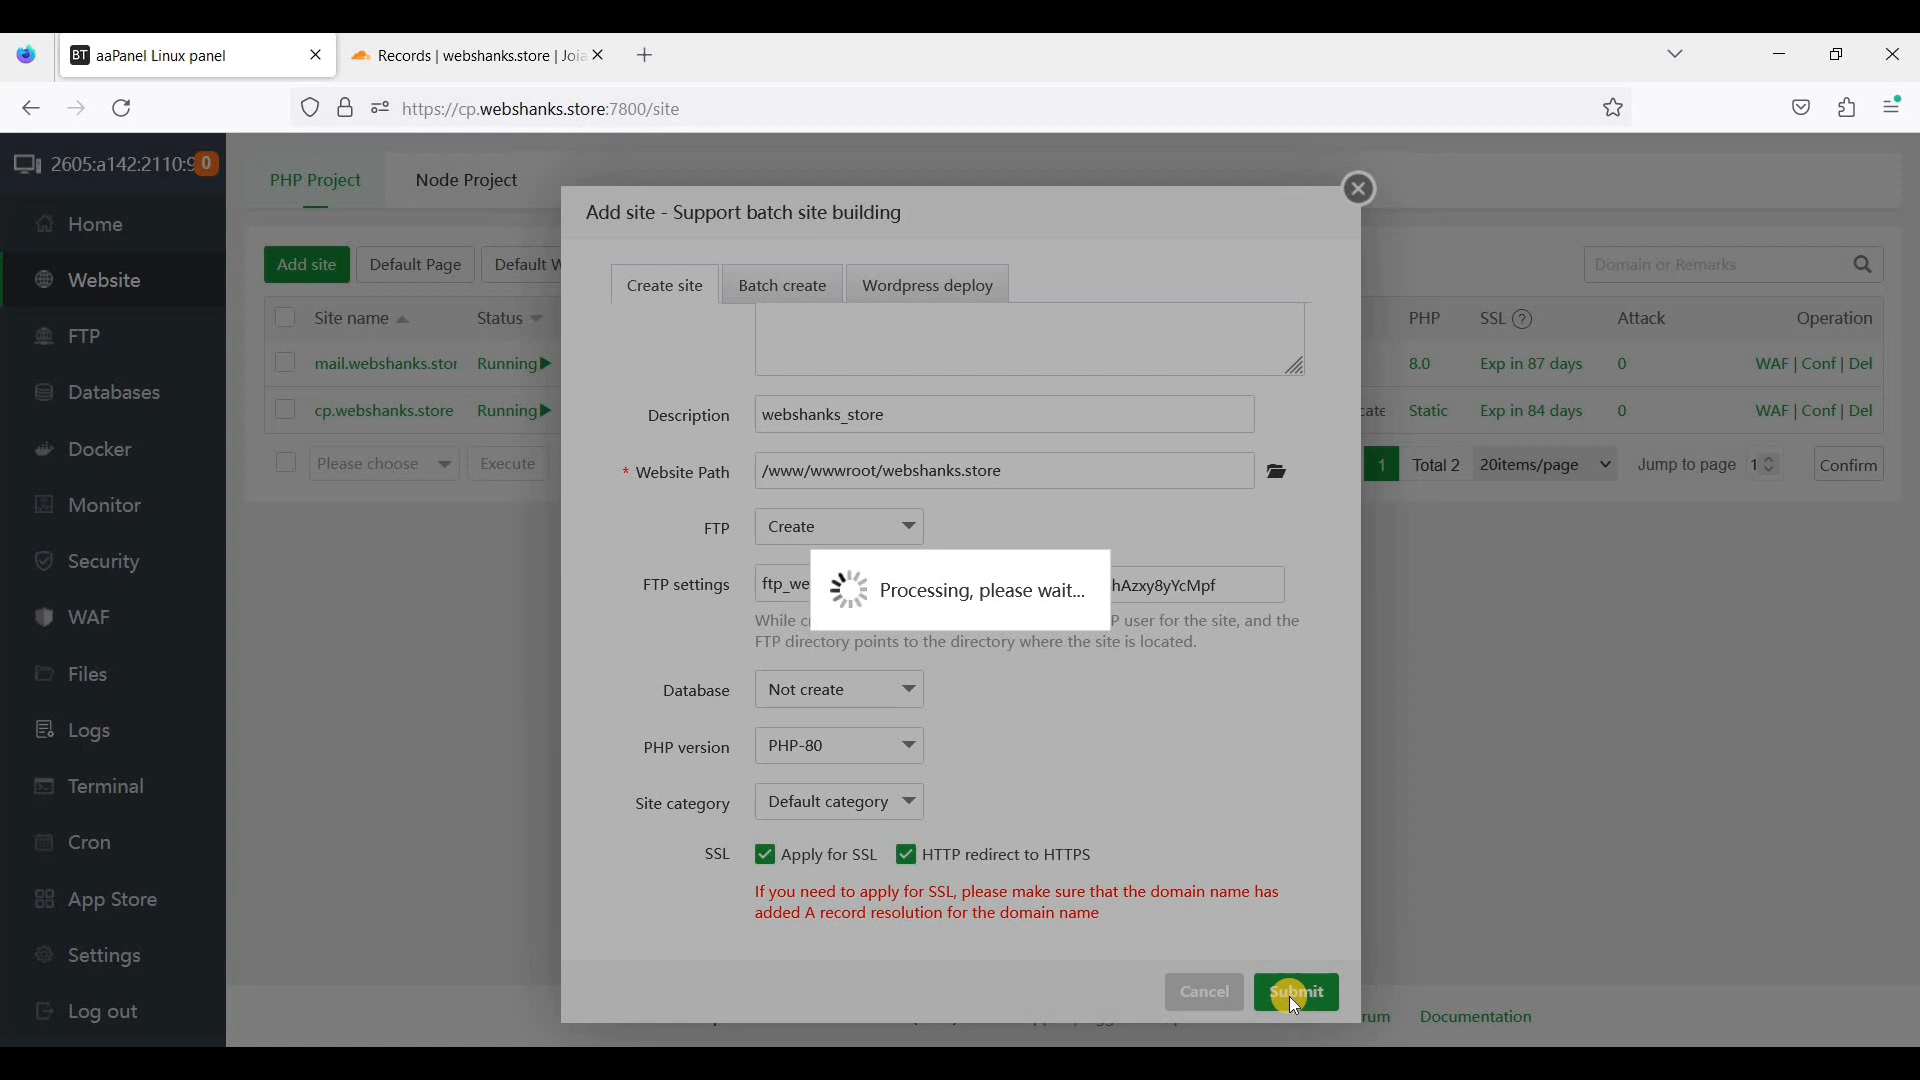 BT aaPanel Linux panel
Records | webshanks.store | Joia
https://cp.webshanks.store:7800/site
2605:a142:2110:9 0
Home
Website
FTP
Databases
Docker
Monitor
Security
WAF
Files
Logs
Terminal
Cron
App Store
Settings
Log out
PHP Project Node Project
Add site Default Page Default W
Domain or Remarks
Site name Status PHP SSL ? Attack Operation
mail.webshanks.stor Running 8.0 Exp in 87 days 0 WAF | Conf | Del
cp.webshanks.store Running cate Static Exp in 84 days 0 WAF | Conf | Del
Please choose Execute 1 Total 2 20items/page Jump to page 1 Confirm
Add site - Support batch site building
Create site Batch create Wordpress deploy
Description webshanks_store
* Website Path /www/wwwroot/webshanks.store
FTP Create
FTP settings ftp_we hAzxy8yYcMpf
Processing, please wait...
While c P user for the site, and the
FTP directory points to the directory where the site is located.
Database Not create
PHP version PHP-80
Site category Default category
SSL Apply for SSL HTTP redirect to HTTPS
If you need to apply for SSL, please make sure that the domain name has
added A record resolution for the domain name
Cancel Submit
rum Documentation